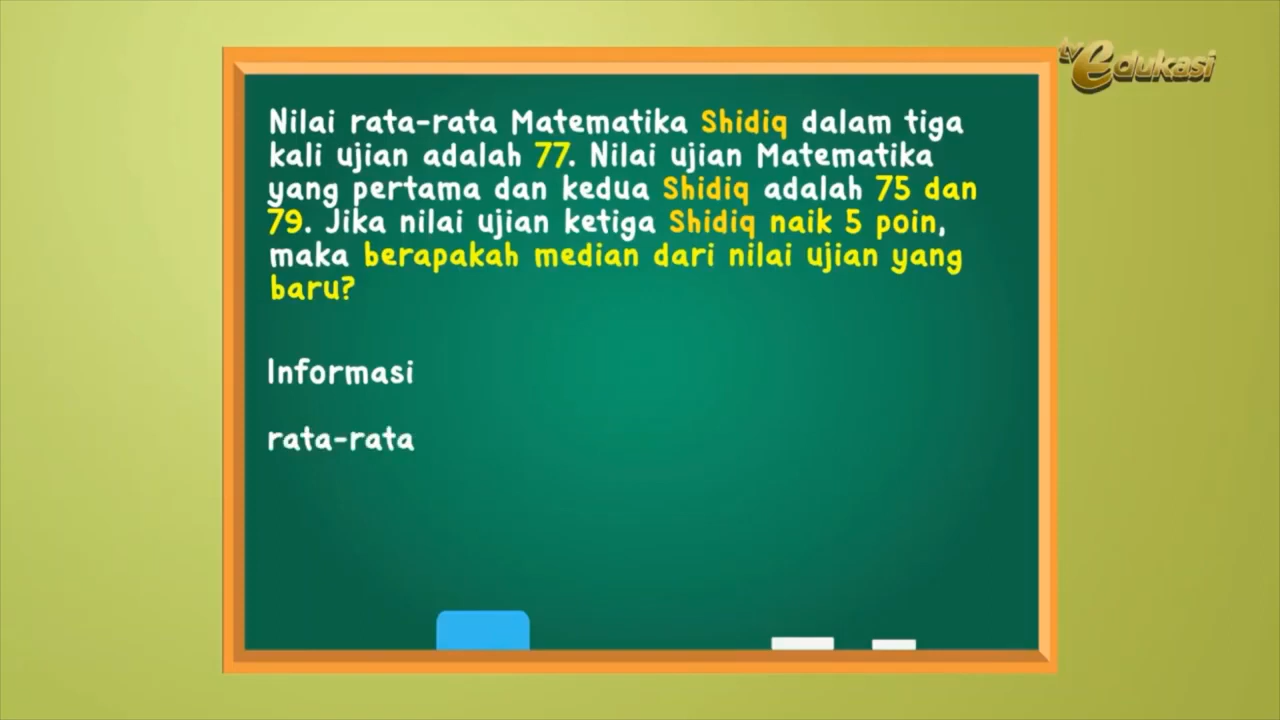 tv edukasi
Nilai rata-rata Matematika Shidiq dalam tiga
kali ujian adalah 77. Nilai ujian Matematika
yang pertama dan kedua Shidiq adalah 75 dan
79. Jika nilai ujian ketiga Shidiq naik 5 poin,
maka berapakah median dari nilai ujian yang
baru?
Informasi
rata-rata